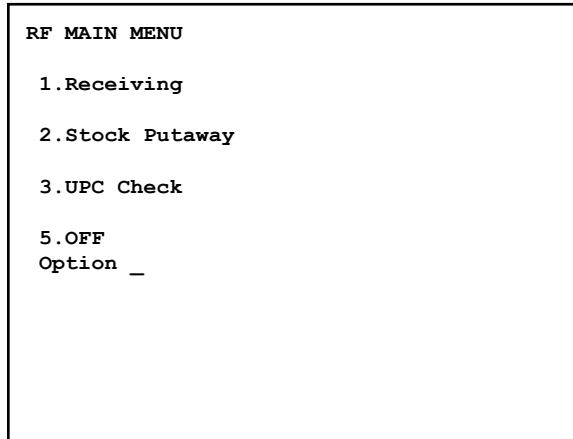 RF MAIN MENU
1.Receiving
2.Stock Putaway
3.UPC Check
5.OFF
Option _